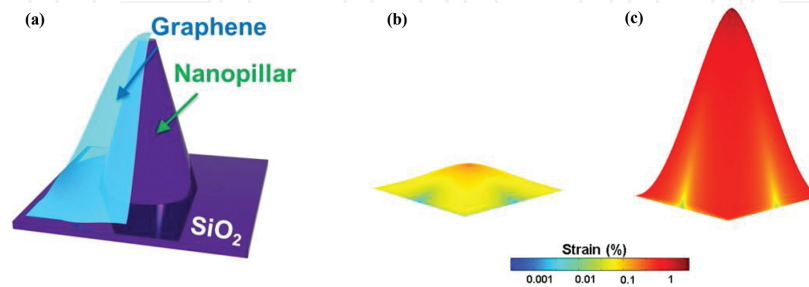 (a)
Graphene
Nanopillar
SiO₂
(b)
(c)
Strain (%)
0.001 0.01 0.1 1